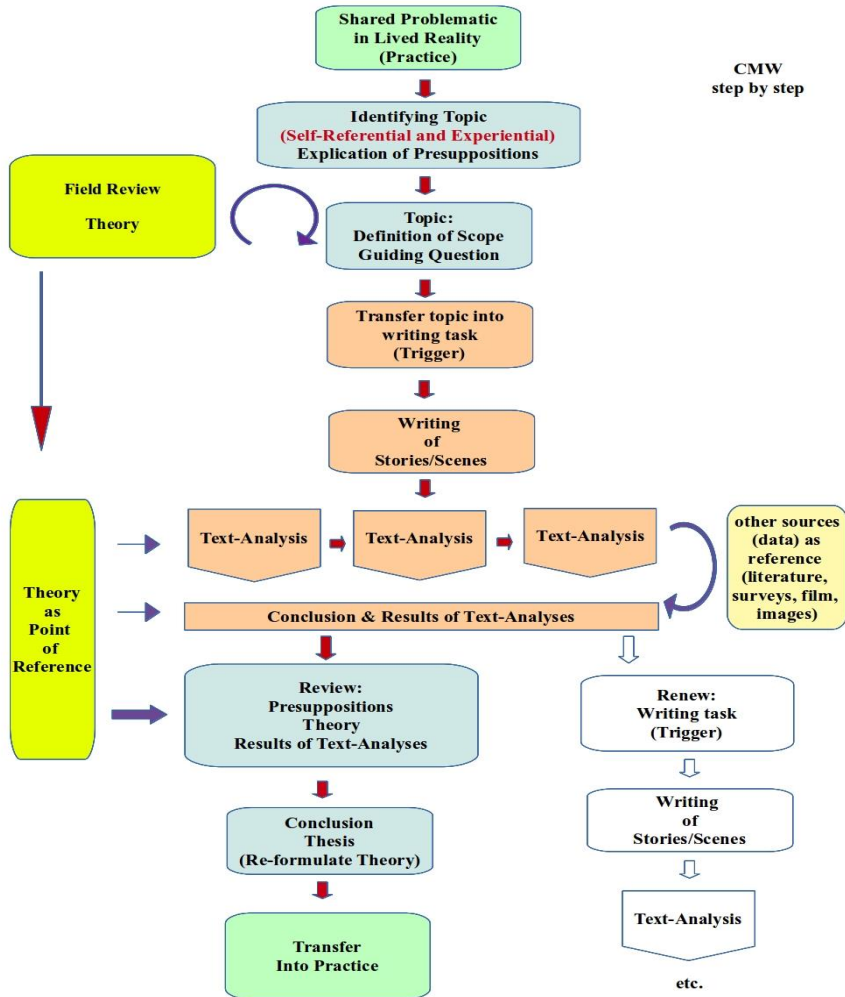 Shared Problematic
in Lived Reality
(Practice)
CMW
step by step
Identifying Topic
(Self-Referential and Experiential)
Explication of Presuppositions
Field Review
Theory
Topic:
Definition of Scope
Guiding Question
Transfer topic into
writing task
(Trigger)
Writing
of
Stories/Scenes
Text-Analysis
Text-Analysis
Text-Analysis
other sources
(data) as
reference
(literature,
surveys, film,
images)
Theory
as
Point
of
Reference
Conclusion & Results of Text-Analyses
Review:
Presuppositions
Theory
Results of Text-Analyses
Renew:
Writing task
(Trigger)
Conclusion
Thesis
(Re-formulate Theory)
Writing
of
Stories/Scenes
Transfer
Into Practice
Text-Analysis
etc.